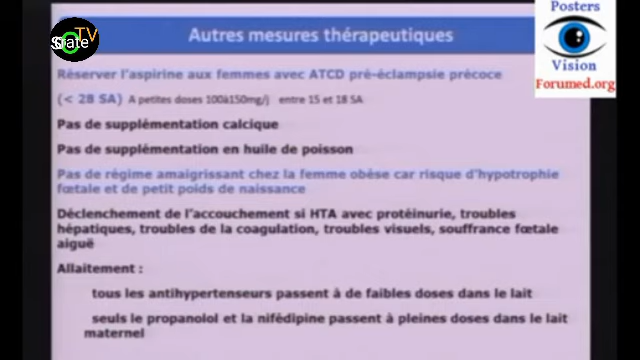 Posters
Vision
Forumed.org
TV
Autres mesures thérapeutiques
Réserver l'aspirine aux femmes avec ATCD pré-éclampsie précoce
(< 28 SA) A petites doses 100à150mg/j entre 15 et 18 SA
Pas de supplémentation calcique
Pas de supplémentation en huile de poisson
Pas de régime amaigrissant chez la femme obèse car risque d'hypotrophie
fœtale et de petit poids de naissance
Déclenchement de l'accouchement si HTA avec protéinurie, troubles
hépatiques, troubles de la coagulation, troubles visuels, souffrance fœtale
aiguë
Allaitement :
tous les antihypertenseurs passent à de faibles doses dans le lait
seuls le propanolol et la nifédipine passent à pleines doses dans le lait
maternel